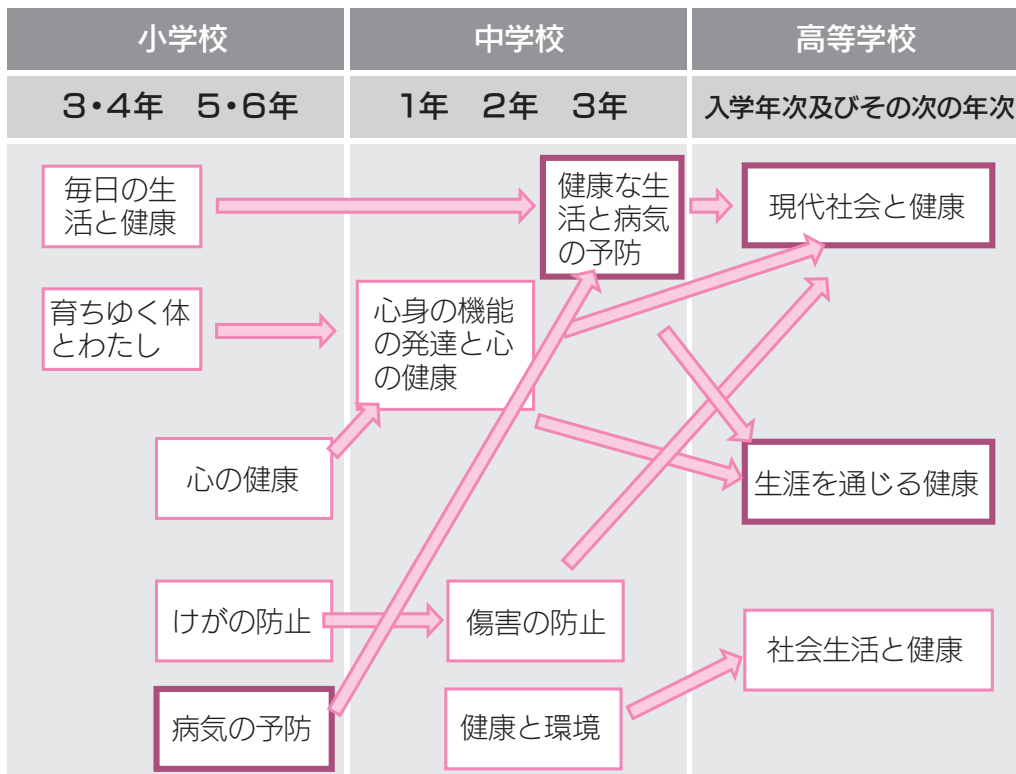 小学校
中学校
高等学校
3・4年 5・6年
1年 2年 3年
入学年次及びその次の年次
毎日の生
活と健康
健康な生
活と病気
の予防
現代社会と健康
育ちゆく体
とわたし
心身の機能
の発達と心
の健康
心の健康
生涯を通じる健康
けがの防止
傷害の防止
社会生活と健康
病気の予防
健康と環境